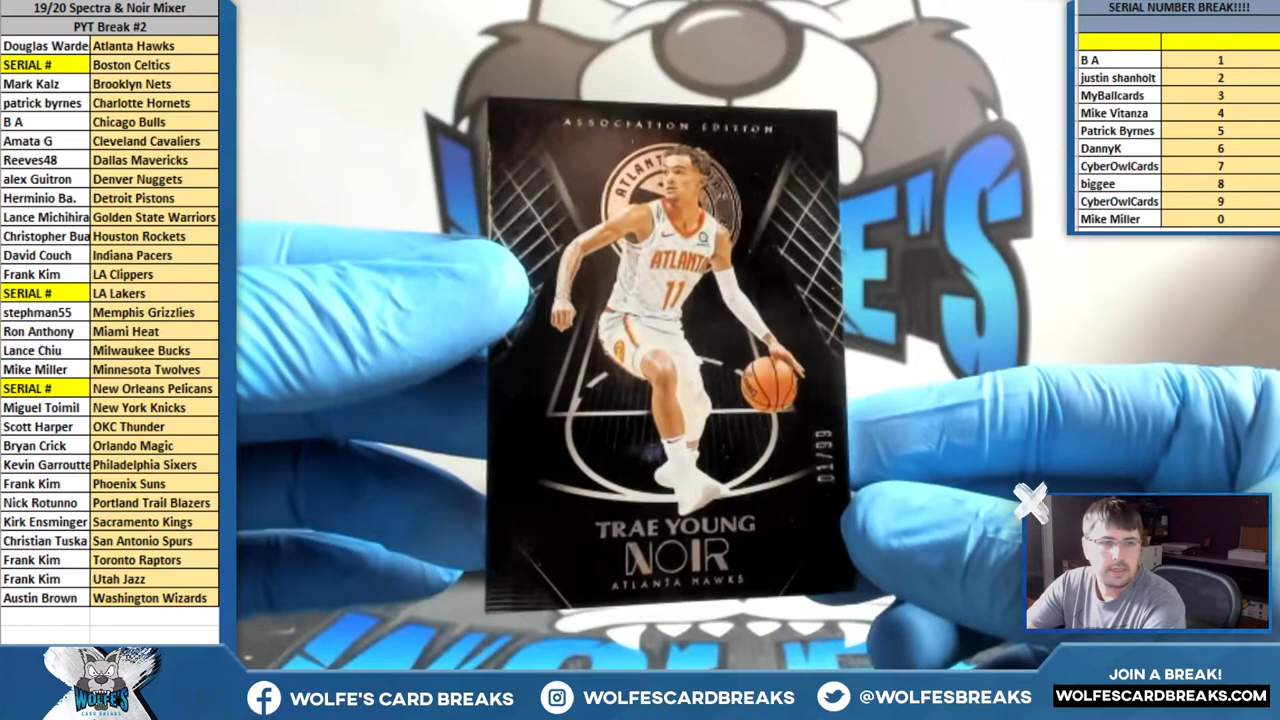 19/20 Spectra & Noir Mixer
PYT Break #2
Douglas Warde Atlanta Hawks
SERIAL # Boston Celtics
Mark Kalz Brooklyn Nets
patrick byrnes Charlotte Hornets
B A Chicago Bulls
Amata G Cleveland Cavaliers
Reeves48 Dallas Mavericks
alex Guitron Denver Nuggets
Herminio Ba. Detroit Pistons
Lance Michihira Golden State Warriors
Christopher Bua Houston Rockets
David Couch Indiana Pacers
Frank Kim LA Clippers
SERIAL # LA Lakers
stephman55 Memphis Grizzlies
Ron Anthony Miami Heat
Lance Chiu Milwaukee Bucks
Mike Miller Minnesota Twolves
SERIAL # New Orleans Pelicans
Miguel Toimil New York Knicks
Scott Harper OKC Thunder
Bryan Crick Orlando Magic
Kevin Garroutte Philadelphia Sixers
Frank Kim Phoenix Suns
Nick Rotunno Portland Trail Blazers
Kirk Ensminger Sacramento Kings
Christian Tuska San Antonio Spurs
Frank Kim Toronto Raptors
Frank Kim Utah Jazz
Austin Brown Washington Wizards
ASSOCIATION EDITION
ATLANTA
11
01/99
TRAE YOUNG
NOIR
ATLANTA HAWKS
SERIAL NUMBER BREAK!!!!
B A 1
justin shanholt 2
MyBallcards 3
Mike Vitanza 4
Patrick Byrnes 5
DannyK 6
CyberOwlCards 7
biggee 8
CyberOwlCards 9
Mike Miller 0
WOLFE'S
CARD BREAKS
WOLFE'S CARD BREAKS
WOLFESCARDBREAKS
@WOLFESBREAKS
JOIN A BREAK!
WOLFESCARDBREAKS.COM